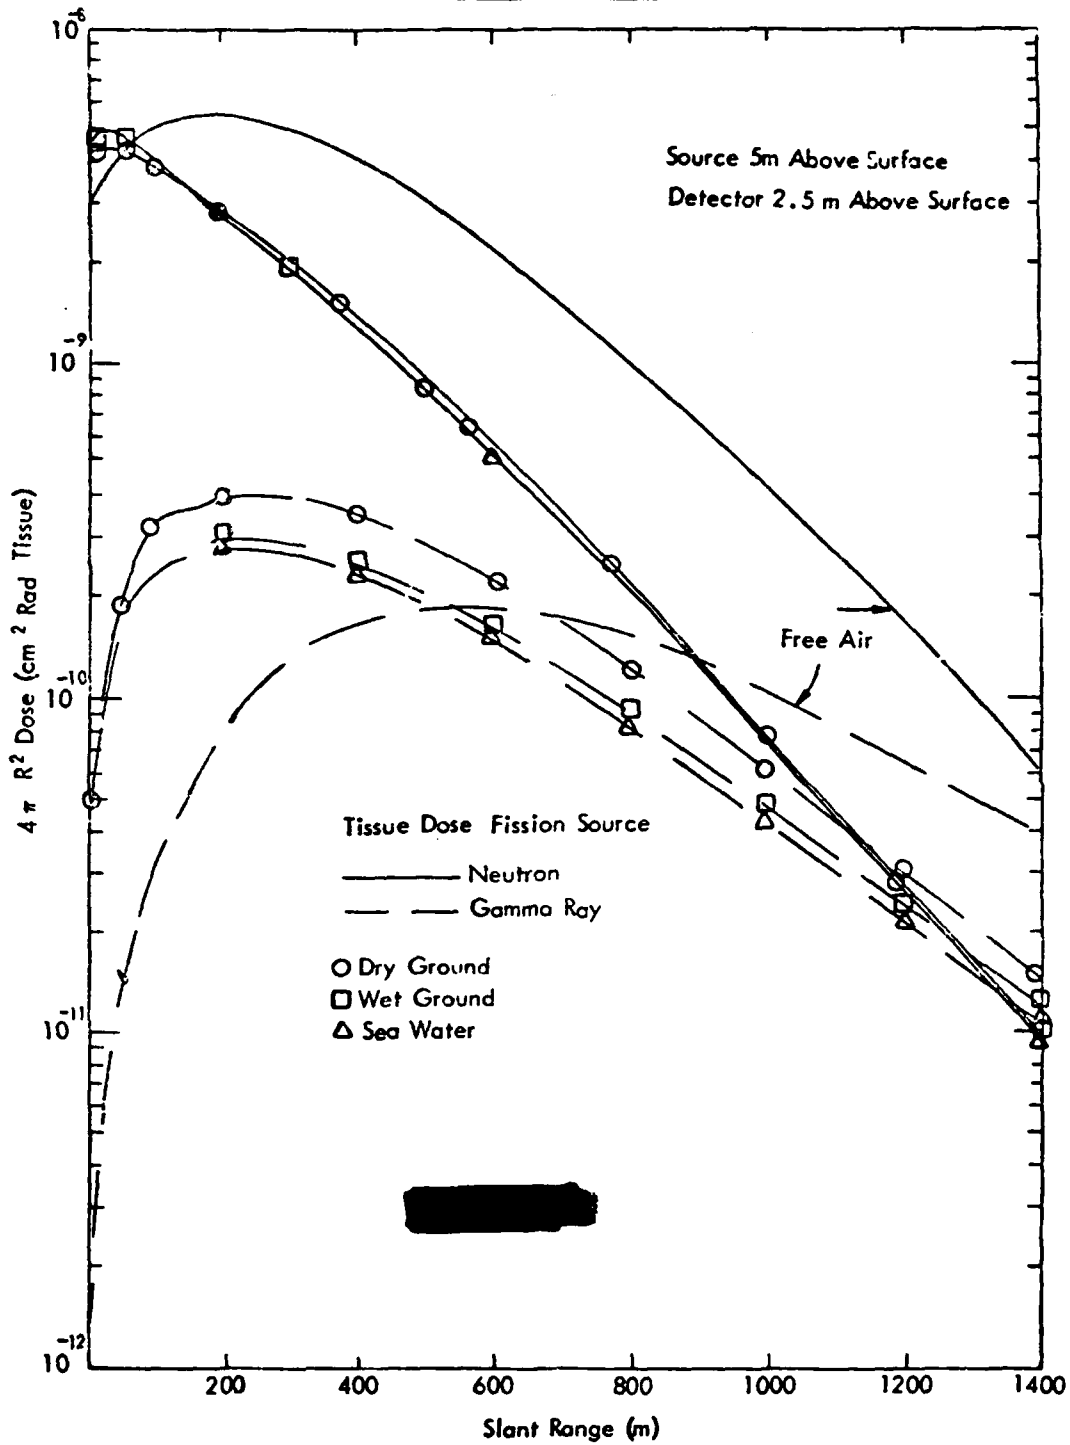 10⁻⁶
Source 5m Above Surface
Detector 2.5 m Above Surface
10⁻⁹
4 π R² Dose (cm² Rad Tissue)
Free Air
10⁻¹⁰
Tissue Dose Fission Source
Neutron
Gamma Ray
Dry Ground
Wet Ground
Sea Water
10⁻¹¹
10⁻¹²
200 400 600 800 1000 1200 1400
Slant Range (m)